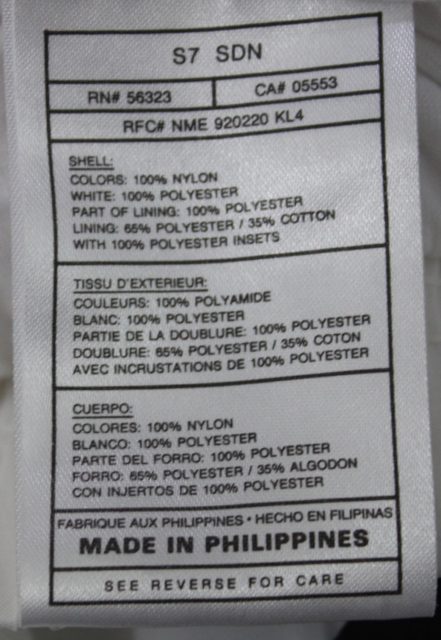 S7 SDN
RN# 56323
CA# 05553
RFC# NME 920220 KL4
SHELL:
COLORS: 100% NYLON
WHITE: 100% POLYESTER
PART OF LINING: 100% POLYESTER
LINING: 65% POLYESTER / 35% COTTON
WITH 100% POLYESTER INSETS
TISSU D'EXTERIEUR:
COULEURS: 100% POLYAMIDE
BLANC: 100% POLYESTER
PARTIE DE LA DOUBLURE: 100% POLYESTER
DOUBLURE: 65% POLYESTER / 35% COTON
AVEC INCRUSTATIONS DE 100% POLYESTER
CUERPO:
COLORES: 100% NYLON
BLANCO: 100% POLYESTER
PARTE DEL FORRO: 100% POLYESTER
FORRO: 65% POLYESTER / 35% ALGODON
CON INJERTOS DE 100% POLYESTER
FABRIQUE AUX PHILIPPINES • HECHO EN FILIPINAS
MADE IN PHILIPPINES
SEE REVERSE FOR CARE